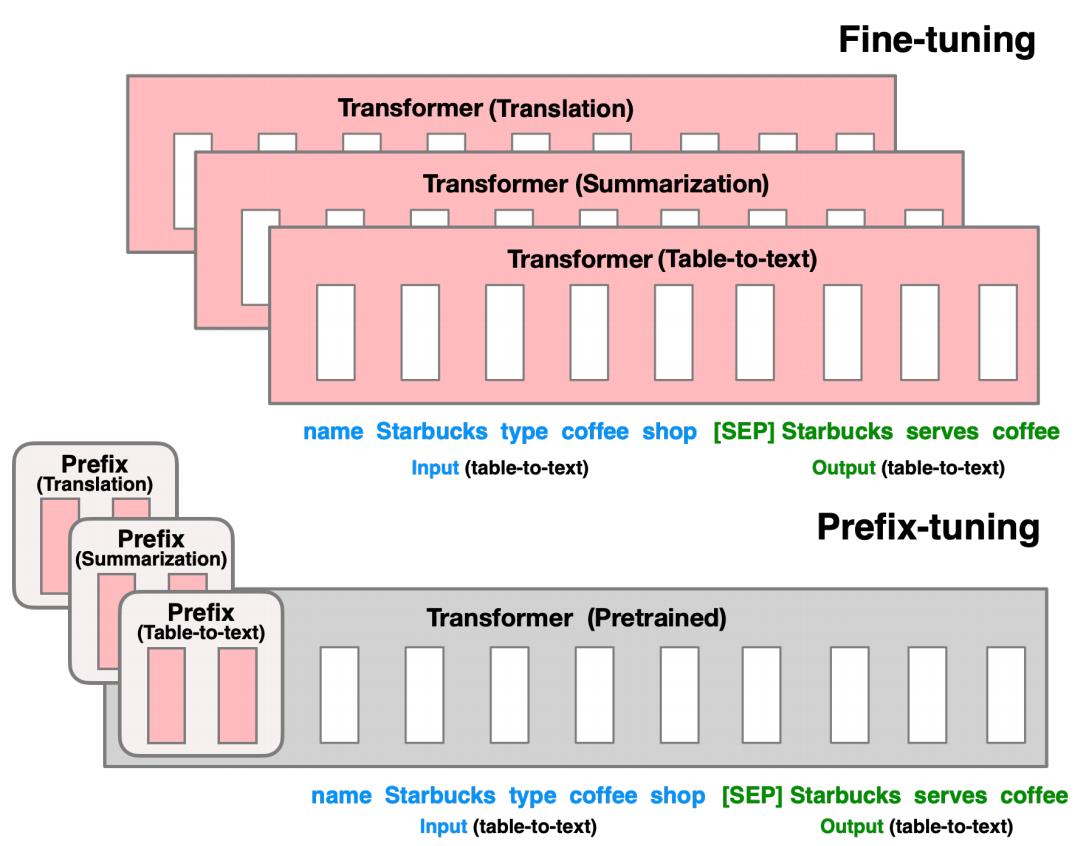 Fine-tuning
Transformer (Translation)
Transformer (Summarization)
Transformer (Table-to-text)
name Starbucks type coffee shop [SEP] Starbucks serves coffee
Input (table-to-text) Output (table-to-text)
Prefix
(Translation)
Prefix-tuning
Prefix
(Summarization)
Prefix
(Table-to-text)
Transformer (Pretrained)
name Starbucks type coffee shop [SEP] Starbucks serves coffee
Input (table-to-text) Output (table-to-text)